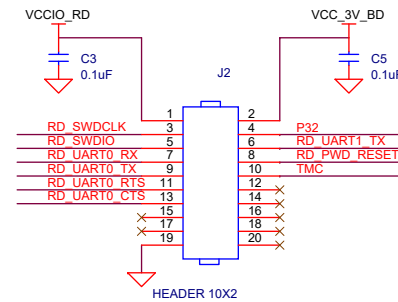 VCCIO_RD VCC_3V_BD
C3 C5
0.1uF J2 0.1uF
1 2
RD_SWDCLK 3 4 P32
RD_SWDIO 5 6 RD_UART1_TX
RD_UART0_RX 7 8 RD_PWD_RESET
RD_UART0_TX 9 10 TMC
RD_UART0_RTS 11 12
RD_UART0_CTS 13 14
15 16
17 18
19 20
HEADER 10X2